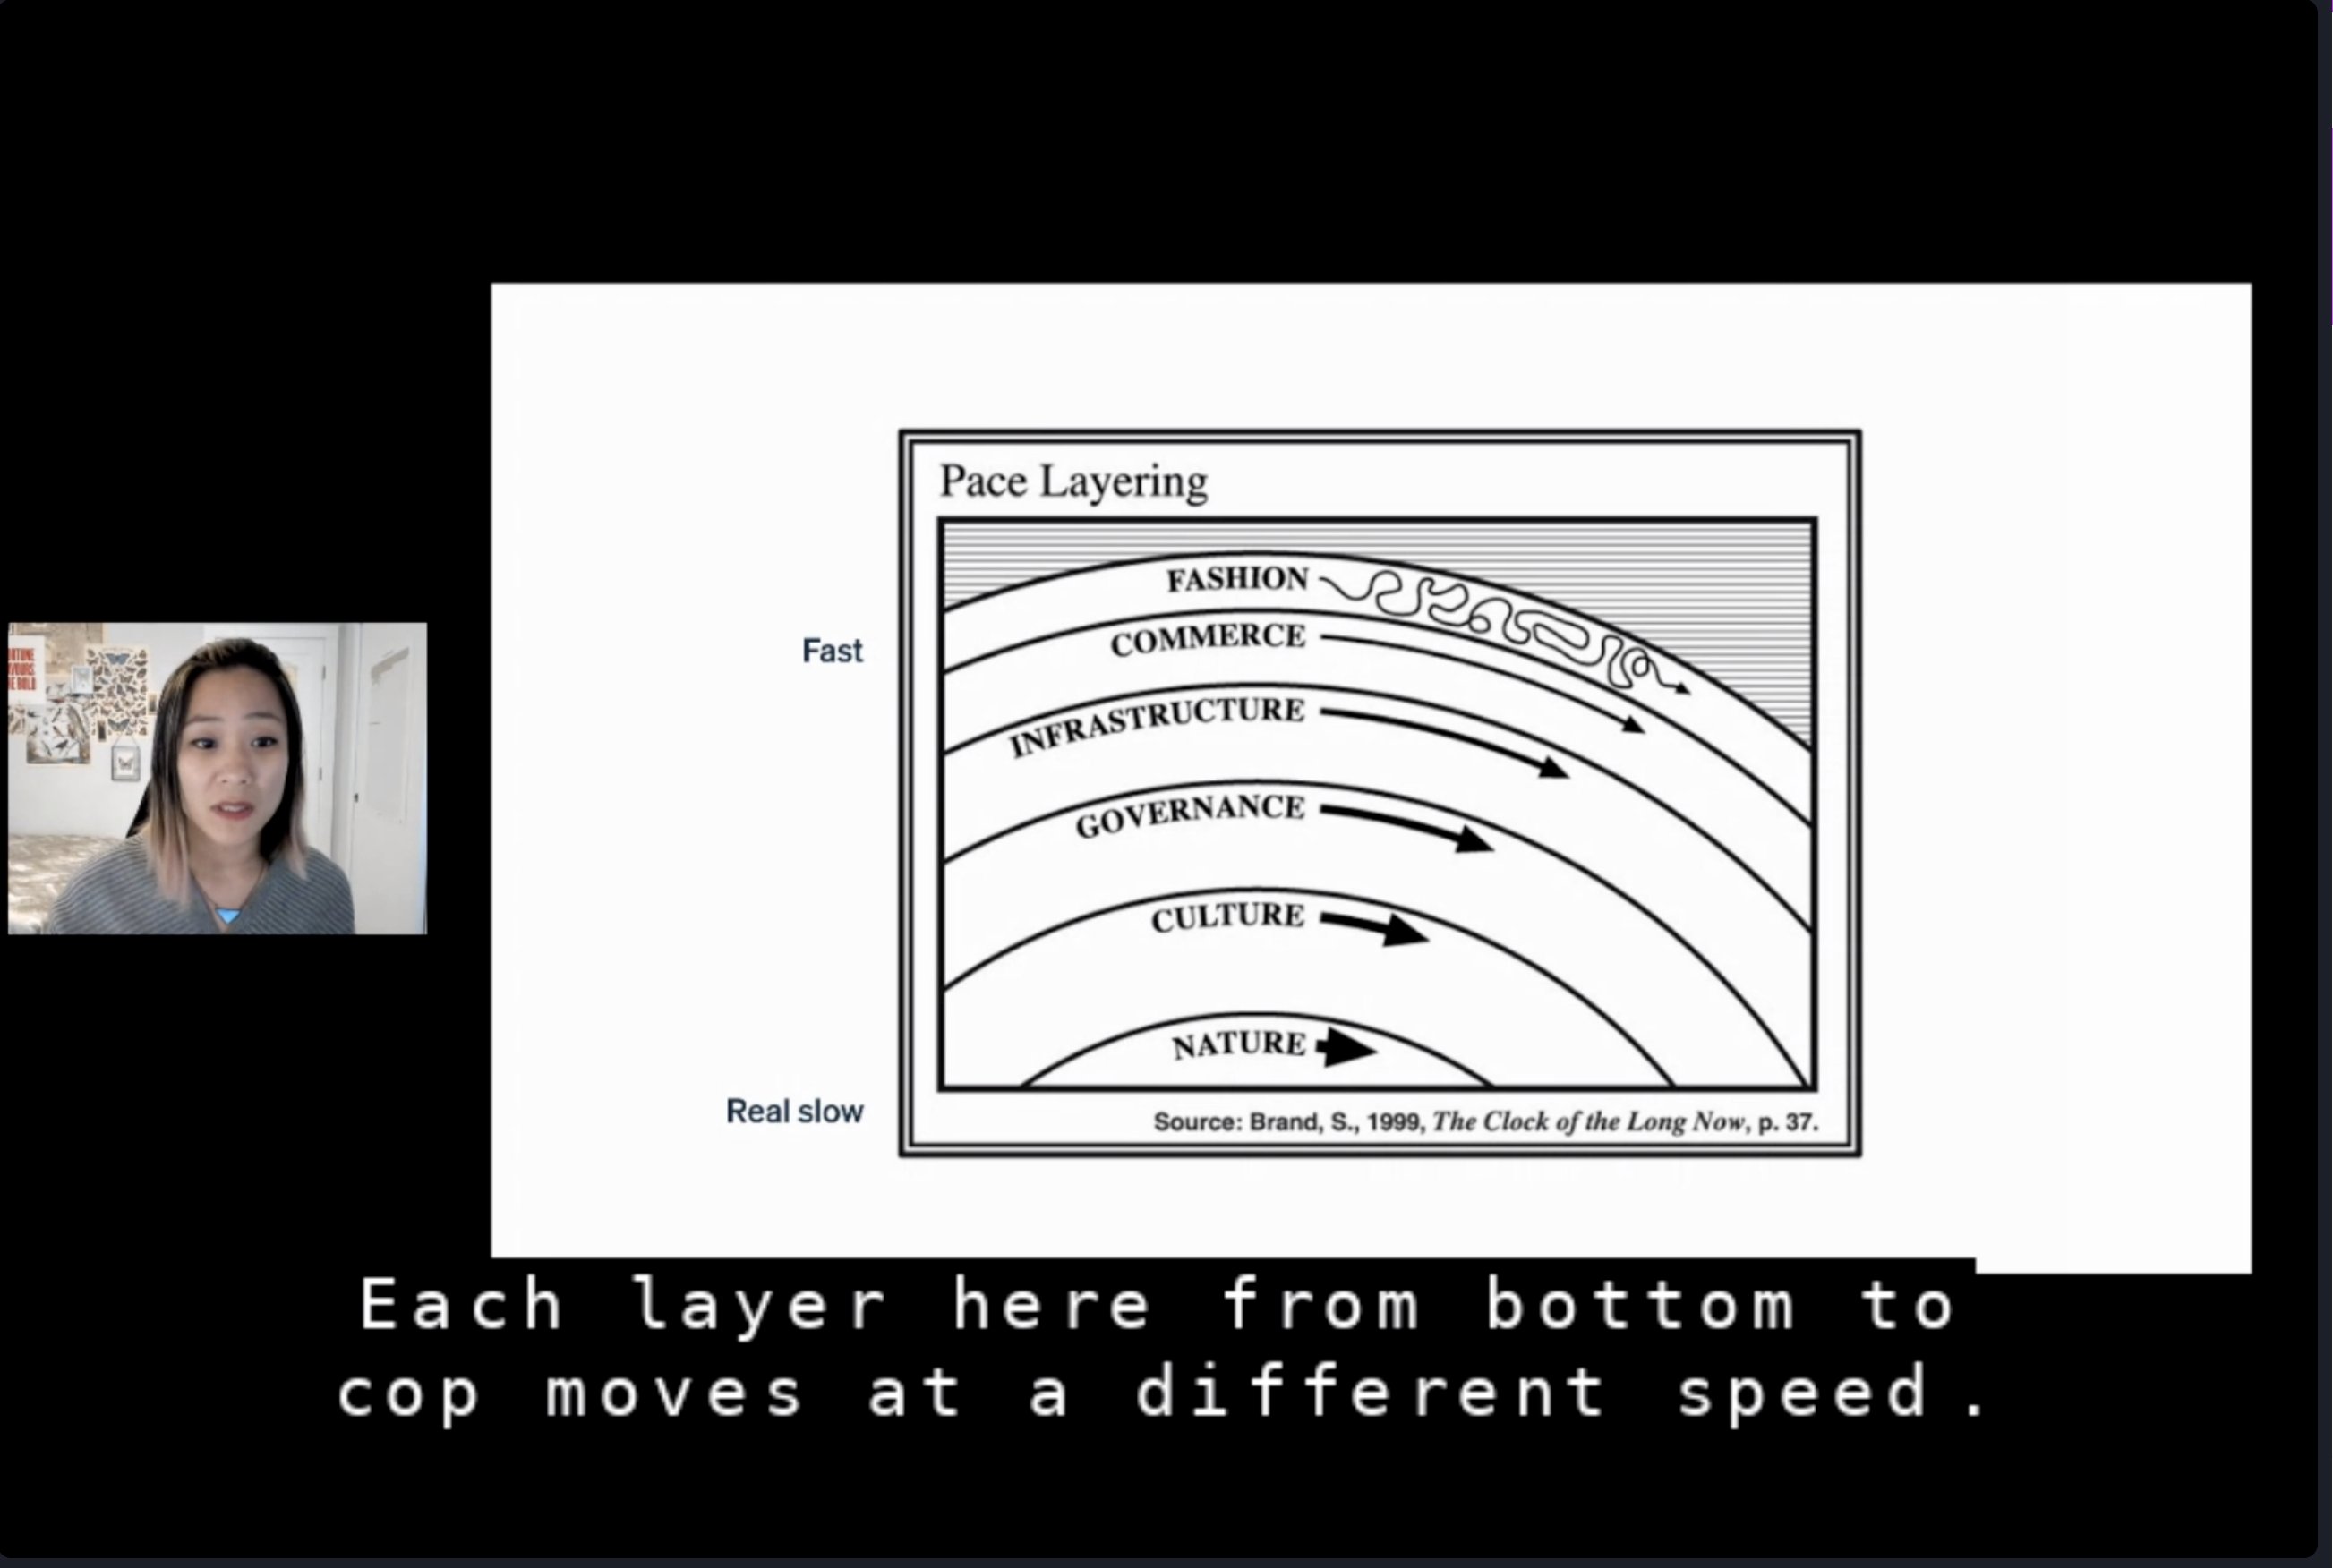 Pace Layering
FASHION
Fast
COMMERCE
INFRASTRUCTURE
GOVERNANCE
CULTURE
NATURE
Real slow
Source: Brand, S., 1999, The Clock of the Long Now, p. 37.
Each layer here from bottom to
cop moves at a different speed.